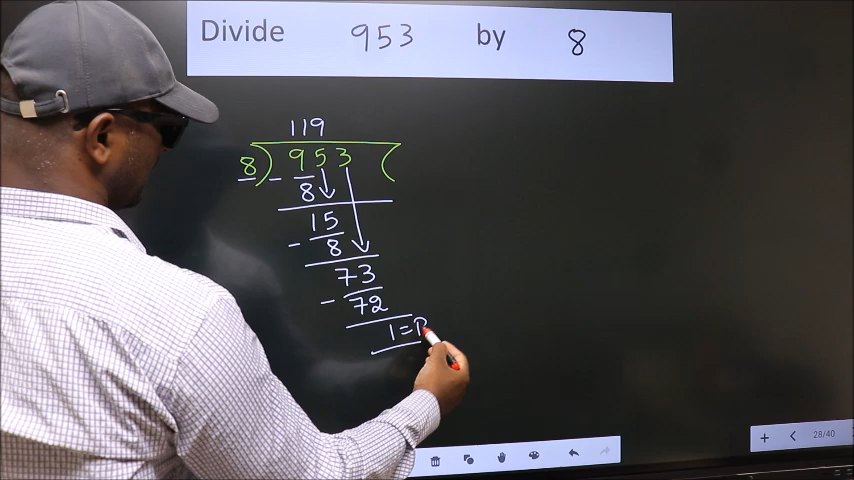 Divide 953 by 8
119
8) 953 (
- 8
15
- 8
73
- 72
1 = R
28/40